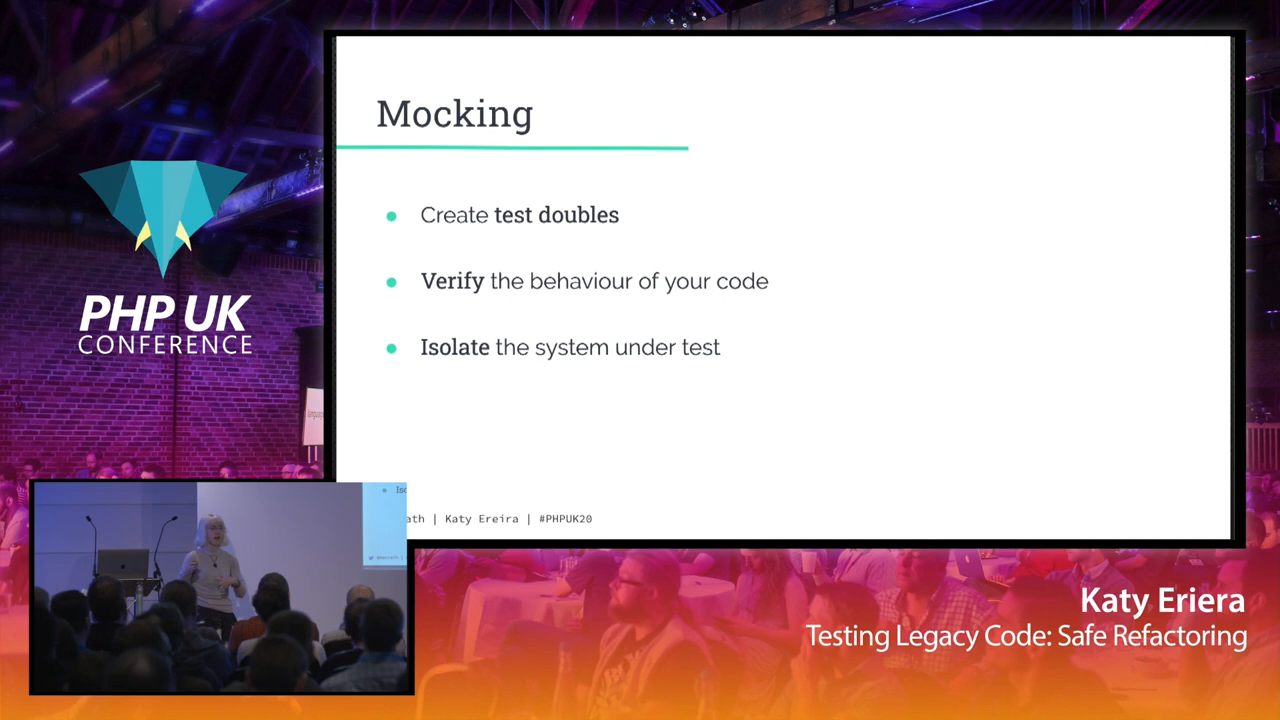 Mocking
• Create test doubles
• Verify the behaviour of your code
• Isolate the system under test
ath | Katy Ereira | #PHPUK20
PHP UK
CONFERENCE
Katy Eriera
Testing Legacy Code: Safe Refactoring